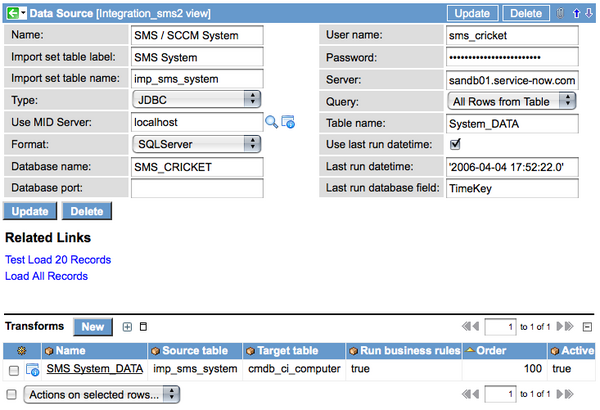 Data Source [Integration_sms2 view] Update Delete
Name: SMS / SCCM System User name: sms_cricket
Import set table label: SMS System Password: ••••••••••••••••••••••••
Import set table name: imp_sms_system Server: sandb01.service-now.com
Type: JDBC Query: All Rows from Table
Use MID Server: localhost Table name: System_DATA
Format: SQLServer Use last run datetime:
Database name: SMS_CRICKET Last run datetime: '2006-04-04 17:52:22.0'
Database port: Last run database field: TimeKey
Update Delete
Related Links
Test Load 20 Records
Load All Records
Transforms New 1 to 1 of 1
Name Source table Target table Run business rules Order Active
SMS System_DATA imp_sms_system cmdb_ci_computer true 100 true
Actions on selected rows... 1 to 1 of 1